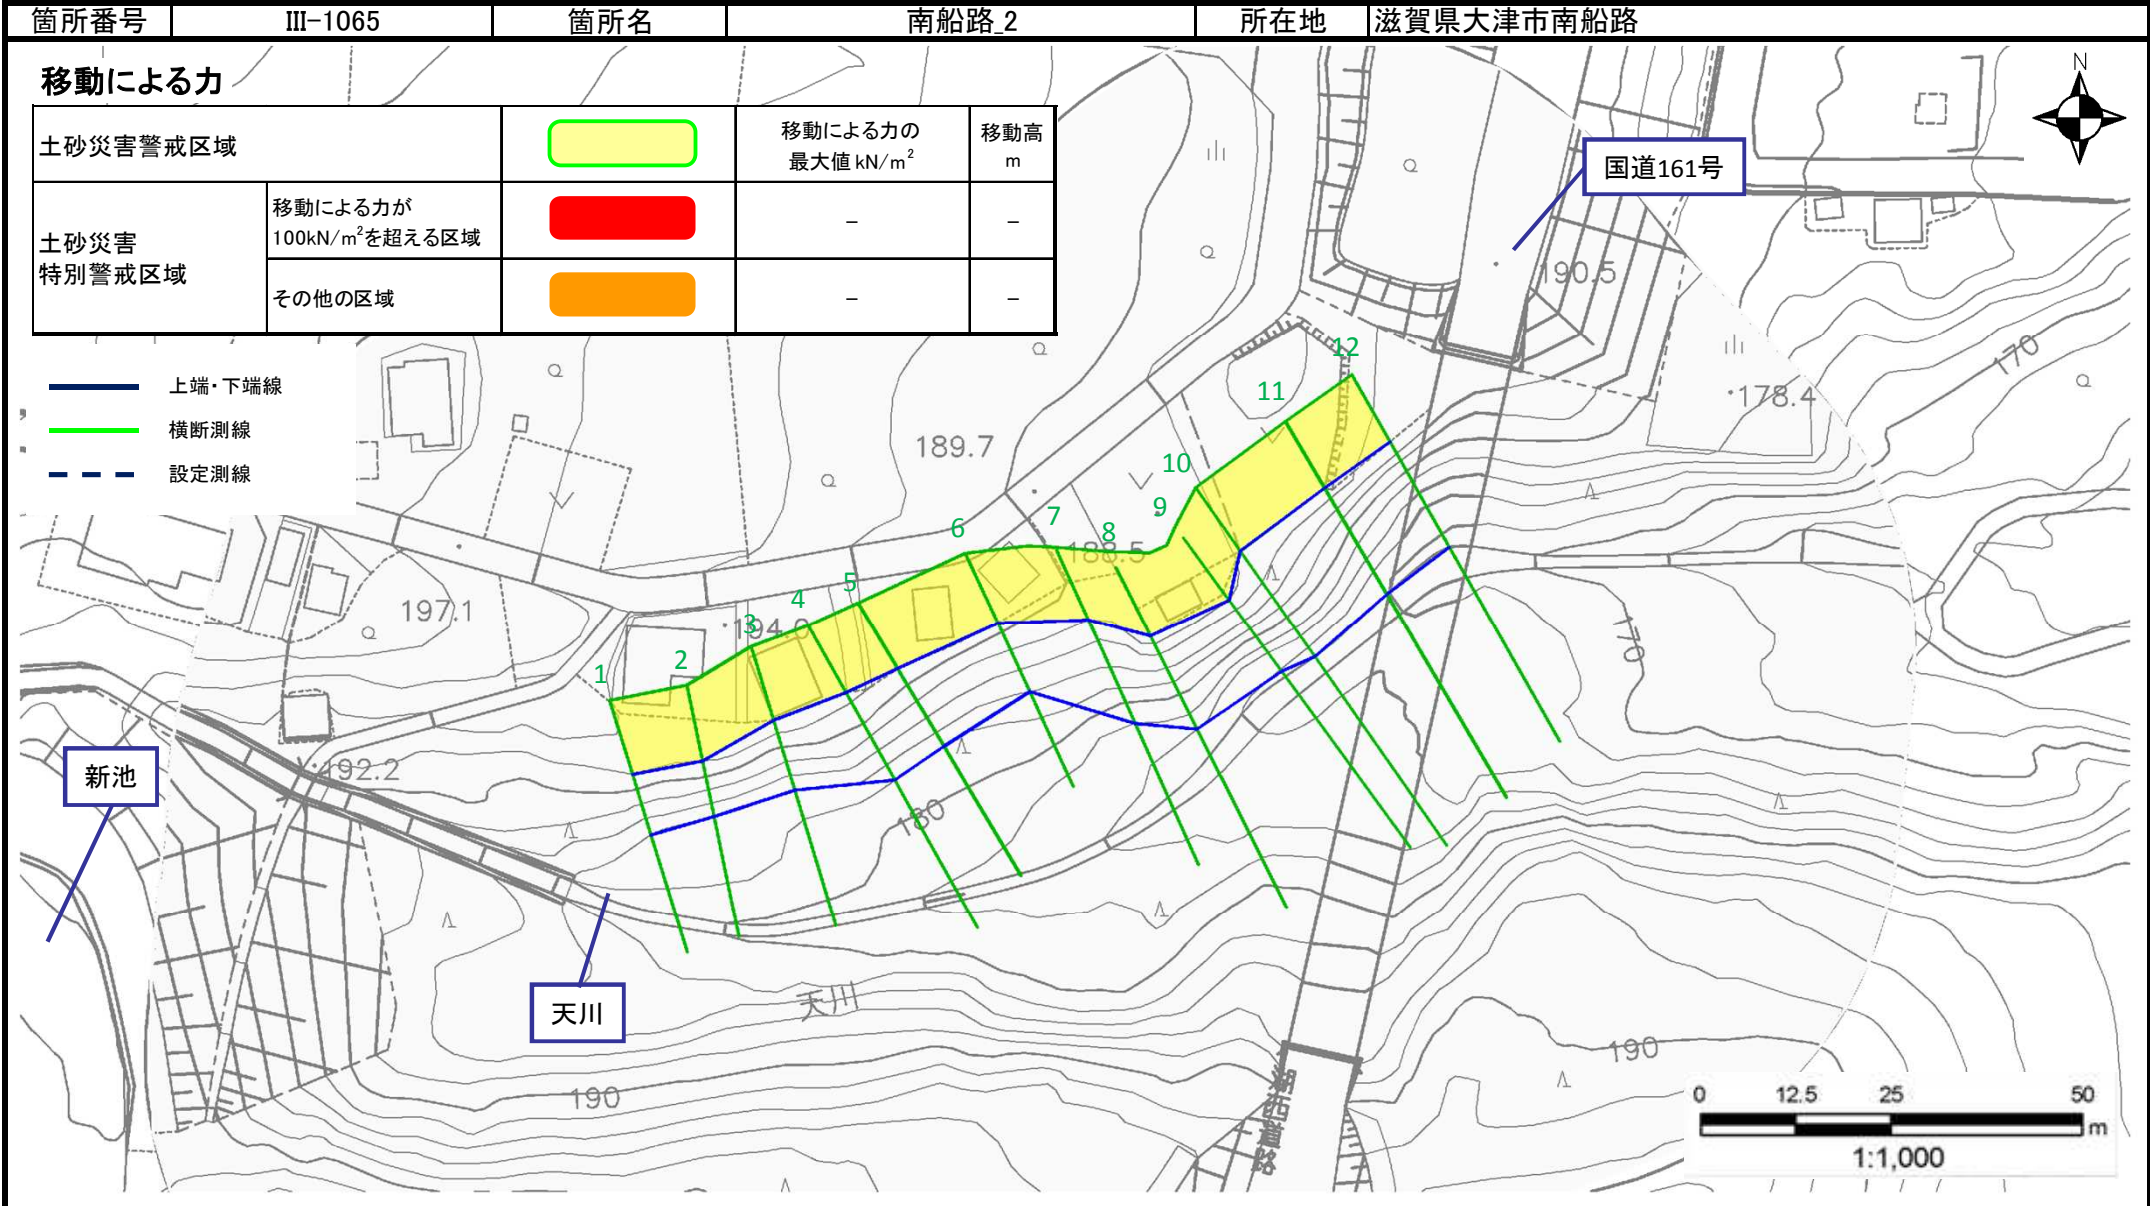 箇所番号 III-1065 箇所名 南船路_2 所在地 滋賀県大津市南船路
移動による力
土砂災害警戒区域
移動による力の
最大値 kN/m²
移動高
m
土砂災害
特別警戒区域
移動による力が
100kN/m²を超える区域
－ －
その他の区域
－ －
上端・下端線
横断測線
設定測線
N
国道161号
190.5
170
178.4
189.7
12
11
10
9
8
7
6
5
4
3
2
1
188.5
197.1
194.0
170
192.2
新池
180
天川
天川
190
190
湖西道路
0 12.5 25 50
m
1:1,000